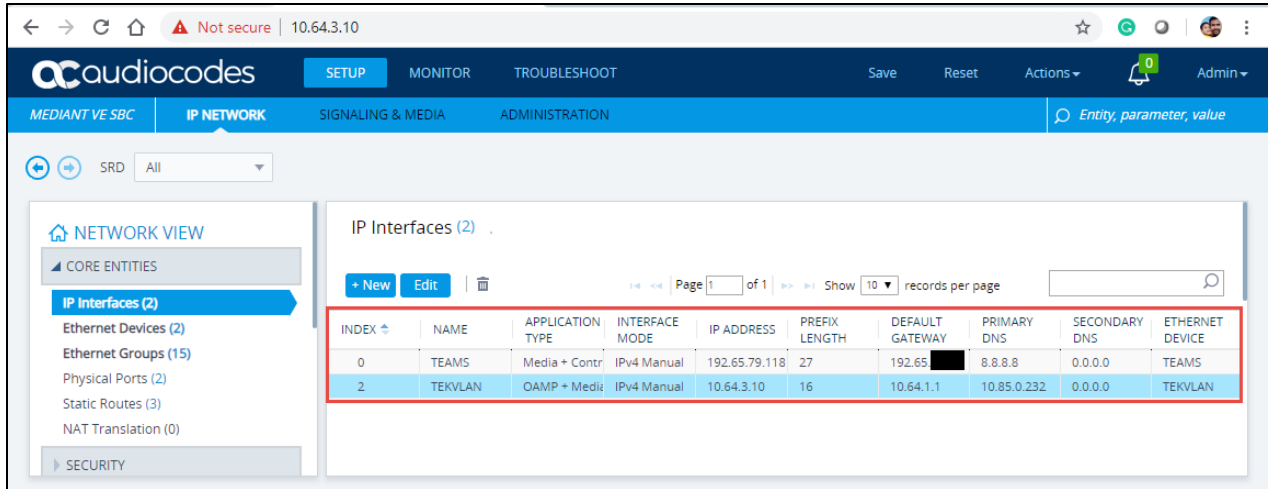 Not secure | 10.64.3.10
audiocodes SETUP MONITOR TROUBLESHOOT Save Reset Actions 0 Admin
MEDIANT VE SBC IP NETWORK SIGNALING & MEDIA ADMINISTRATION Entity, parameter, value
SRD All
NETWORK VIEW
CORE ENTITIES
IP Interfaces (2)
Ethernet Devices (2)
Ethernet Groups (15)
Physical Ports (2)
Static Routes (3)
NAT Translation (0)
SECURITY
IP Interfaces (2)
+ New Edit Page 1 of 1 Show 10 records per page
INDEX NAME APPLICATION TYPE INTERFACE MODE IP ADDRESS PREFIX LENGTH DEFAULT GATEWAY PRIMARY DNS SECONDARY DNS ETHERNET DEVICE
0 TEAMS Media + Contr IPv4 Manual 192.65.79.118 27 192.65. 8.8.8.8 0.0.0.0 TEAMS
2 TEKVLAN OAMP + Media IPv4 Manual 10.64.3.10 16 10.64.1.1 10.85.0.232 0.0.0.0 TEKVLAN